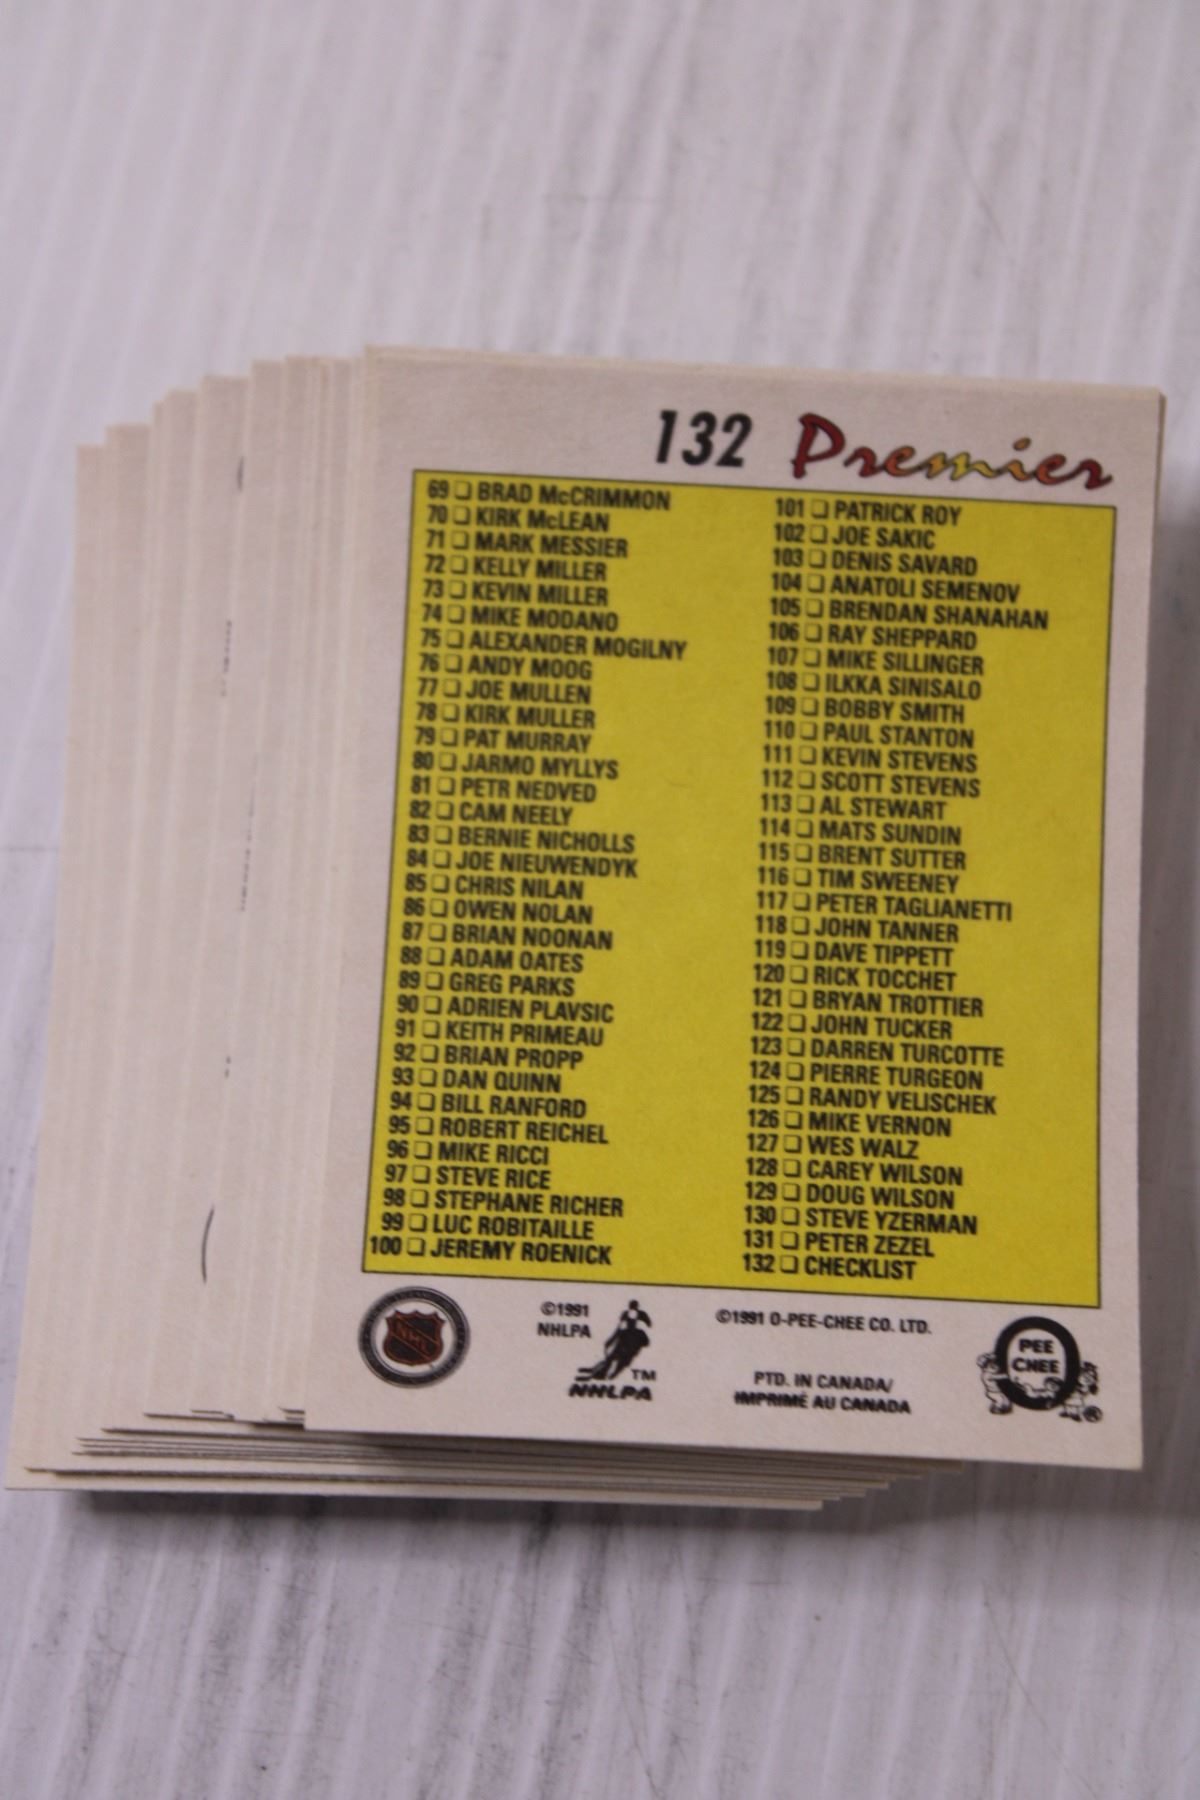 132 Premier
69 ❏ BRAD McCRIMMON
70 ❏ KIRK McLEAN
71 ❏ MARK MESSIER
72 ❏ KELLY MILLER
73 ❏ KEVIN MILLER
74 ❏ MIKE MODANO
75 ❏ ALEXANDER MOGILNY
76 ❏ ANDY MOOG
77 ❏ JOE MULLEN
78 ❏ KIRK MULLER
79 ❏ PAT MURRAY
80 ❏ JARMO MYLLYS
81 ❏ PETR NEDVED
82 ❏ CAM NEELY
83 ❏ BERNIE NICHOLLS
84 ❏ JOE NIEUWENDYK
85 ❏ CHRIS NILAN
86 ❏ OWEN NOLAN
87 ❏ BRIAN NOONAN
88 ❏ ADAM OATES
89 ❏ GREG PARKS
90 ❏ ADRIEN PLAVSIC
91 ❏ KEITH PRIMEAU
92 ❏ BRIAN PROPP
93 ❏ DAN QUINN
94 ❏ BILL RANFORD
95 ❏ ROBERT REICHEL
96 ❏ MIKE RICCI
97 ❏ STEVE RICE
98 ❏ STEPHANE RICHER
99 ❏ LUC ROBITAILLE
100 ❏ JEREMY ROENICK
101 ❏ PATRICK ROY
102 ❏ JOE SAKIC
103 ❏ DENIS SAVARD
104 ❏ ANATOLI SEMENOV
105 ❏ BRENDAN SHANAHAN
106 ❏ RAY SHEPPARD
107 ❏ MIKE SILLINGER
108 ❏ ILKKA SINISALO
109 ❏ BOBBY SMITH
110 ❏ PAUL STANTON
111 ❏ KEVIN STEVENS
112 ❏ SCOTT STEVENS
113 ❏ AL STEWART
114 ❏ MATS SUNDIN
115 ❏ BRENT SUTTER
116 ❏ TIM SWEENEY
117 ❏ PETER TAGLIANETTI
118 ❏ JOHN TANNER
119 ❏ DAVE TIPPETT
120 ❏ RICK TOCCHET
121 ❏ BRYAN TROTTIER
122 ❏ JOHN TUCKER
123 ❏ DARREN TURCOTTE
124 ❏ PIERRE TURGEON
125 ❏ RANDY VELISCHEK
126 ❏ MIKE VERNON
127 ❏ WES WALZ
128 ❏ CAREY WILSON
129 ❏ DOUG WILSON
130 ❏ STEVE YZERMAN
131 ❏ PETER ZEZEL
132 ❏ CHECKLIST
NHL
©1991
NHLPA
TM
NHLPA
©1991 O-PEE-CHEE CO. LTD.
PTD. IN CANADA/
IMPRIMÉ AU CANADA
O
PEE
CHEE
®